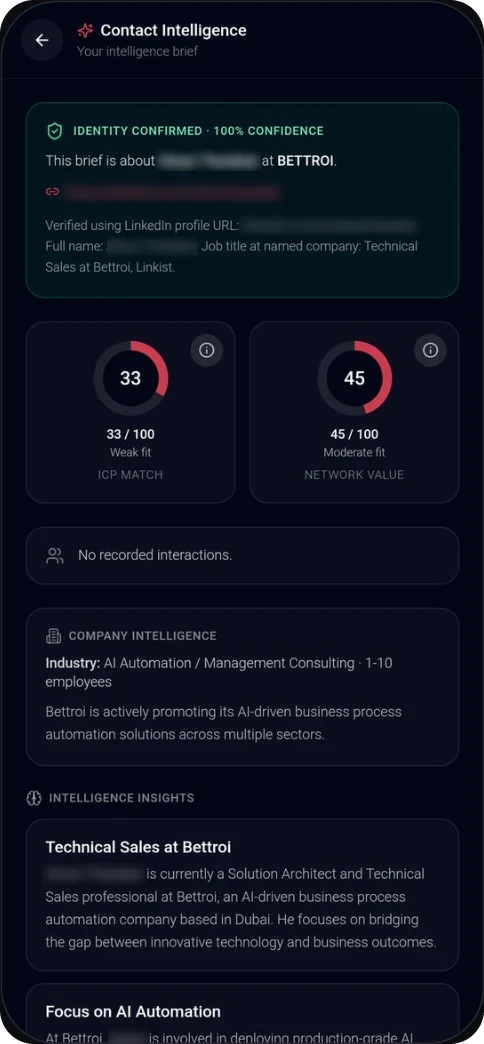 Contact Intelligence
Your intelligence brief
IDENTITY CONFIRMED · 100% CONFIDENCE
This brief is about at BETTROI.
Verified using LinkedIn profile URL:
Full name: Job title at named company: Technical
Sales at Bettroi, Linkist.
33
45
33 / 100
45 / 100
Weak fit
Moderate fit
ICP MATCH
NETWORK VALUE
No recorded interactions.
COMPANY INTELLIGENCE
Industry: AI Automation / Management Consulting · 1-10
employees
Bettroi is actively promoting its AI-driven business process
automation solutions across multiple sectors.
INTELLIGENCE INSIGHTS
Technical Sales at Bettroi
is currently a Solution Architect and Technical
Sales professional at Bettroi, an AI-driven business process
automation company based in Dubai. He focuses on bridging
the gap between innovative technology and business outcomes.
Focus on AI Automation
At Bettroi, is involved in deploying production-grade AI